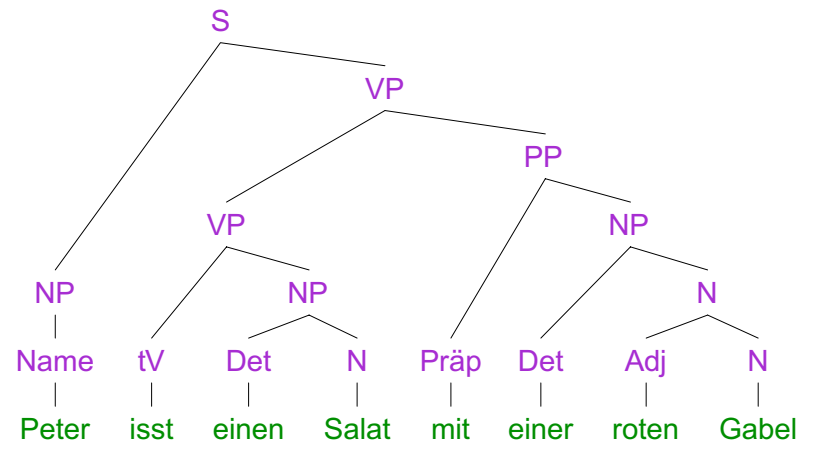 S
VP
PP
VP NP
NP NP N
Name tV Det N Präp Det Adj N
Peter isst einen Salat mit einer roten Gabel